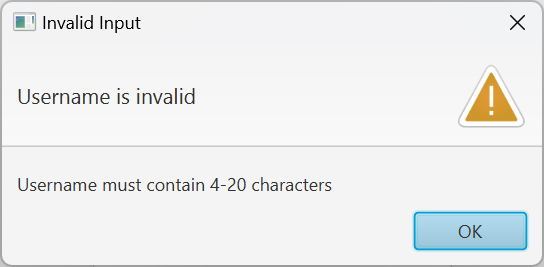 Invalid Input
Username is invalid
Username must contain 4-20 characters
OK